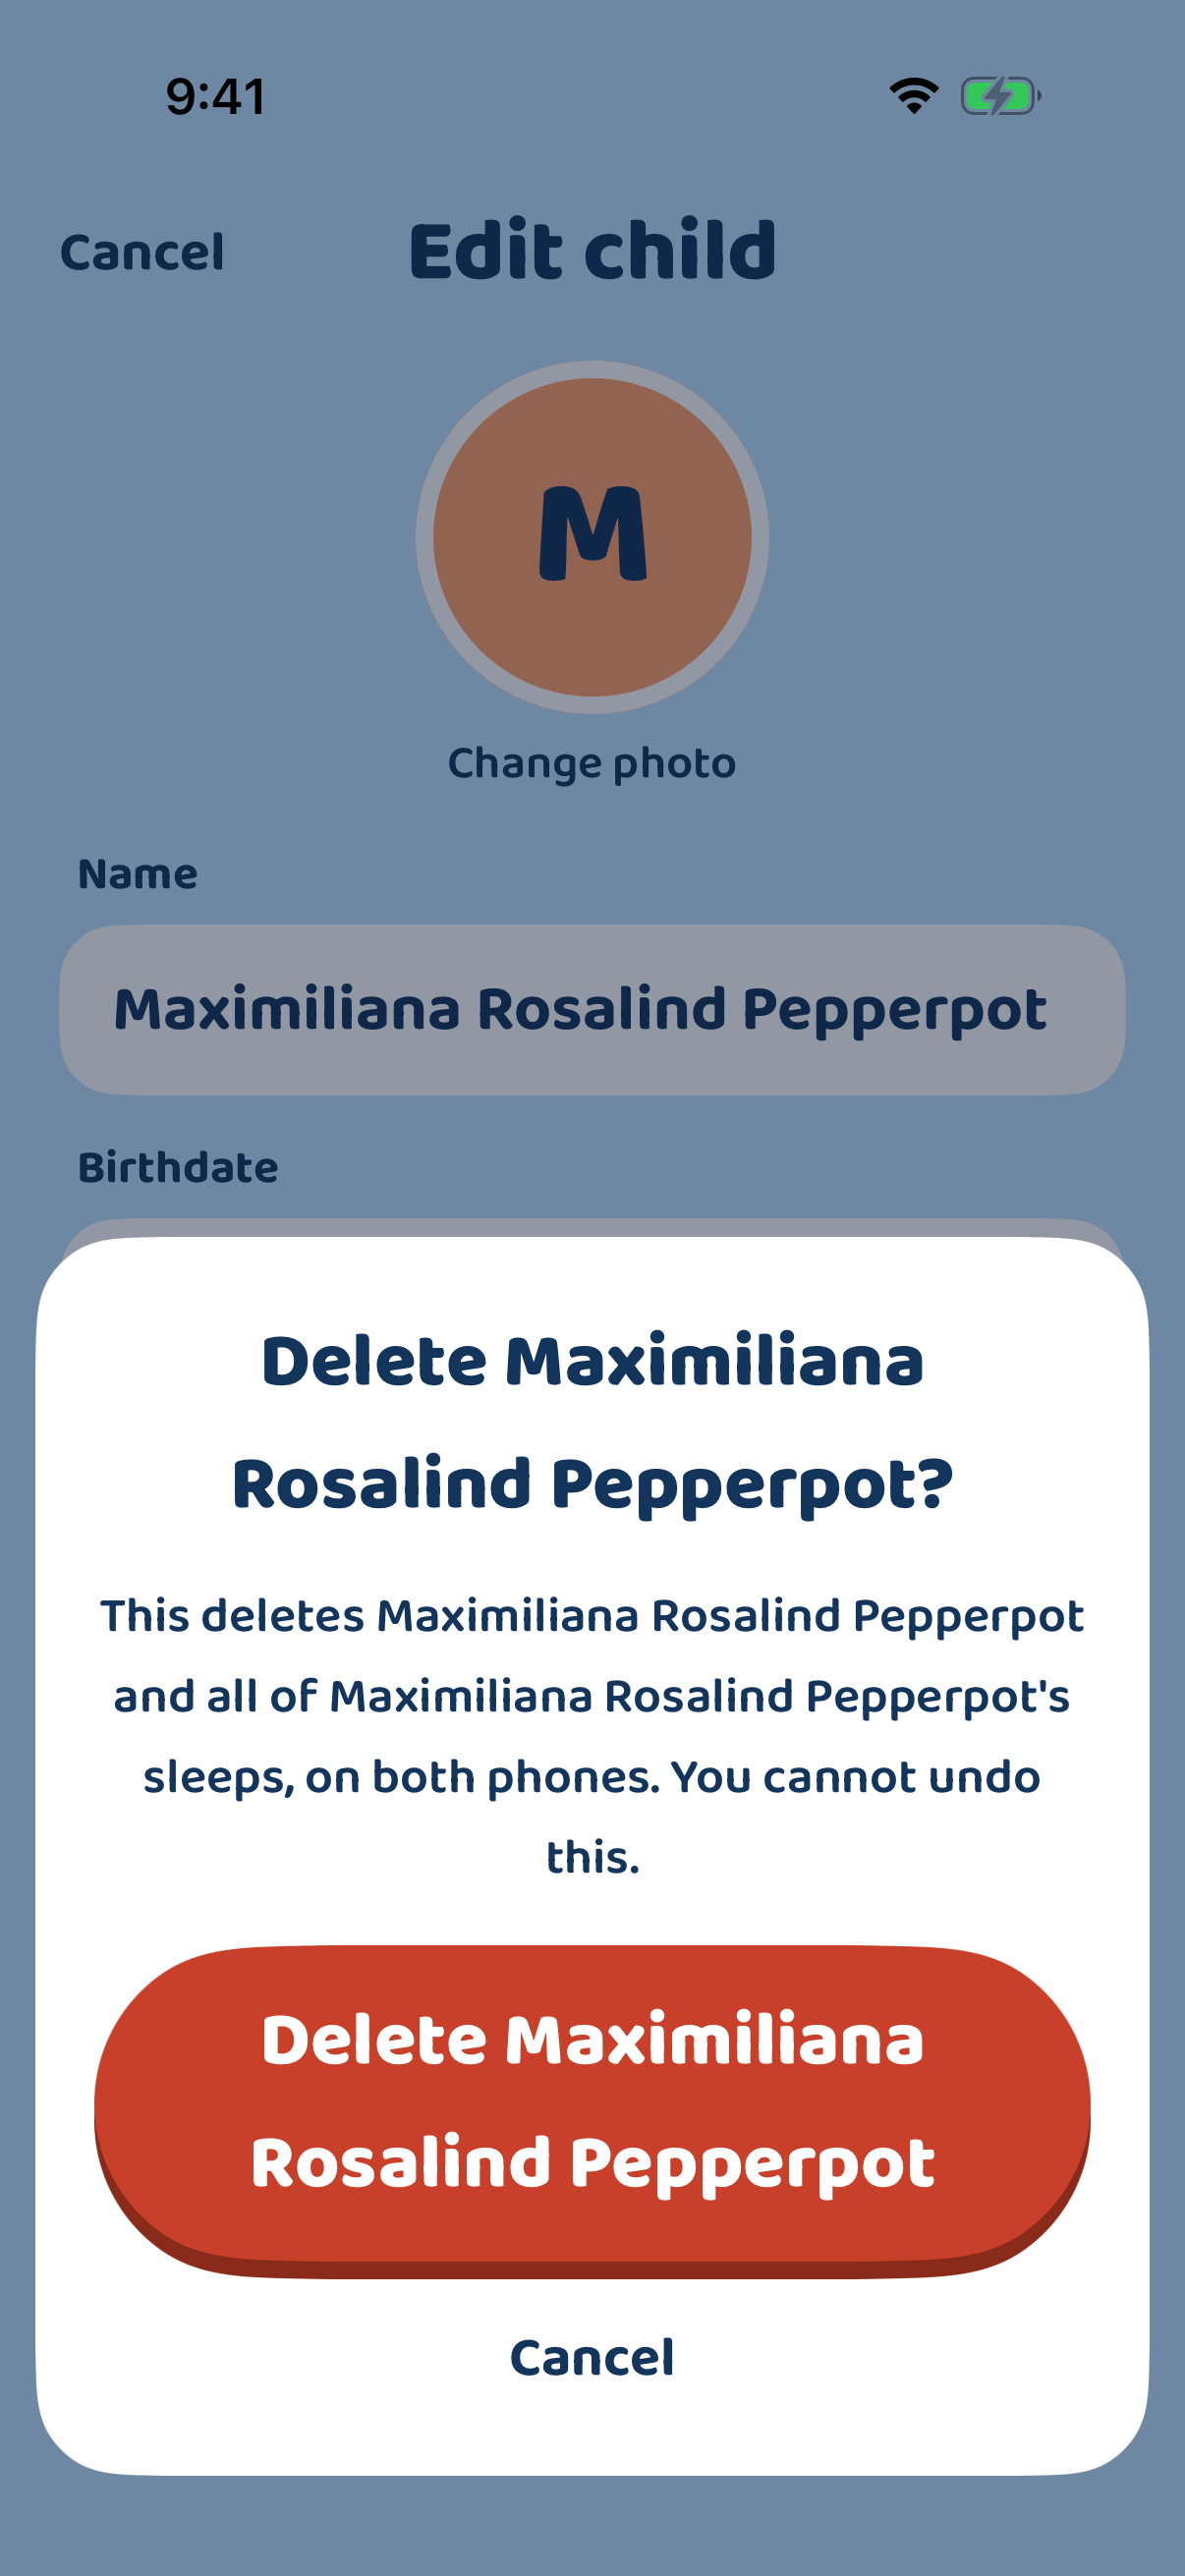 9:41
Cancel
Edit child
M
Change photo
Name
Maximiliana Rosalind Pepperpot
Birthdate
Delete Maximiliana
Rosalind Pepperpot?
This deletes Maximiliana Rosalind Pepperpot
and all of Maximiliana Rosalind Pepperpot's
sleeps, on both phones. You cannot undo
this.
Delete Maximiliana
Rosalind Pepperpot
Cancel